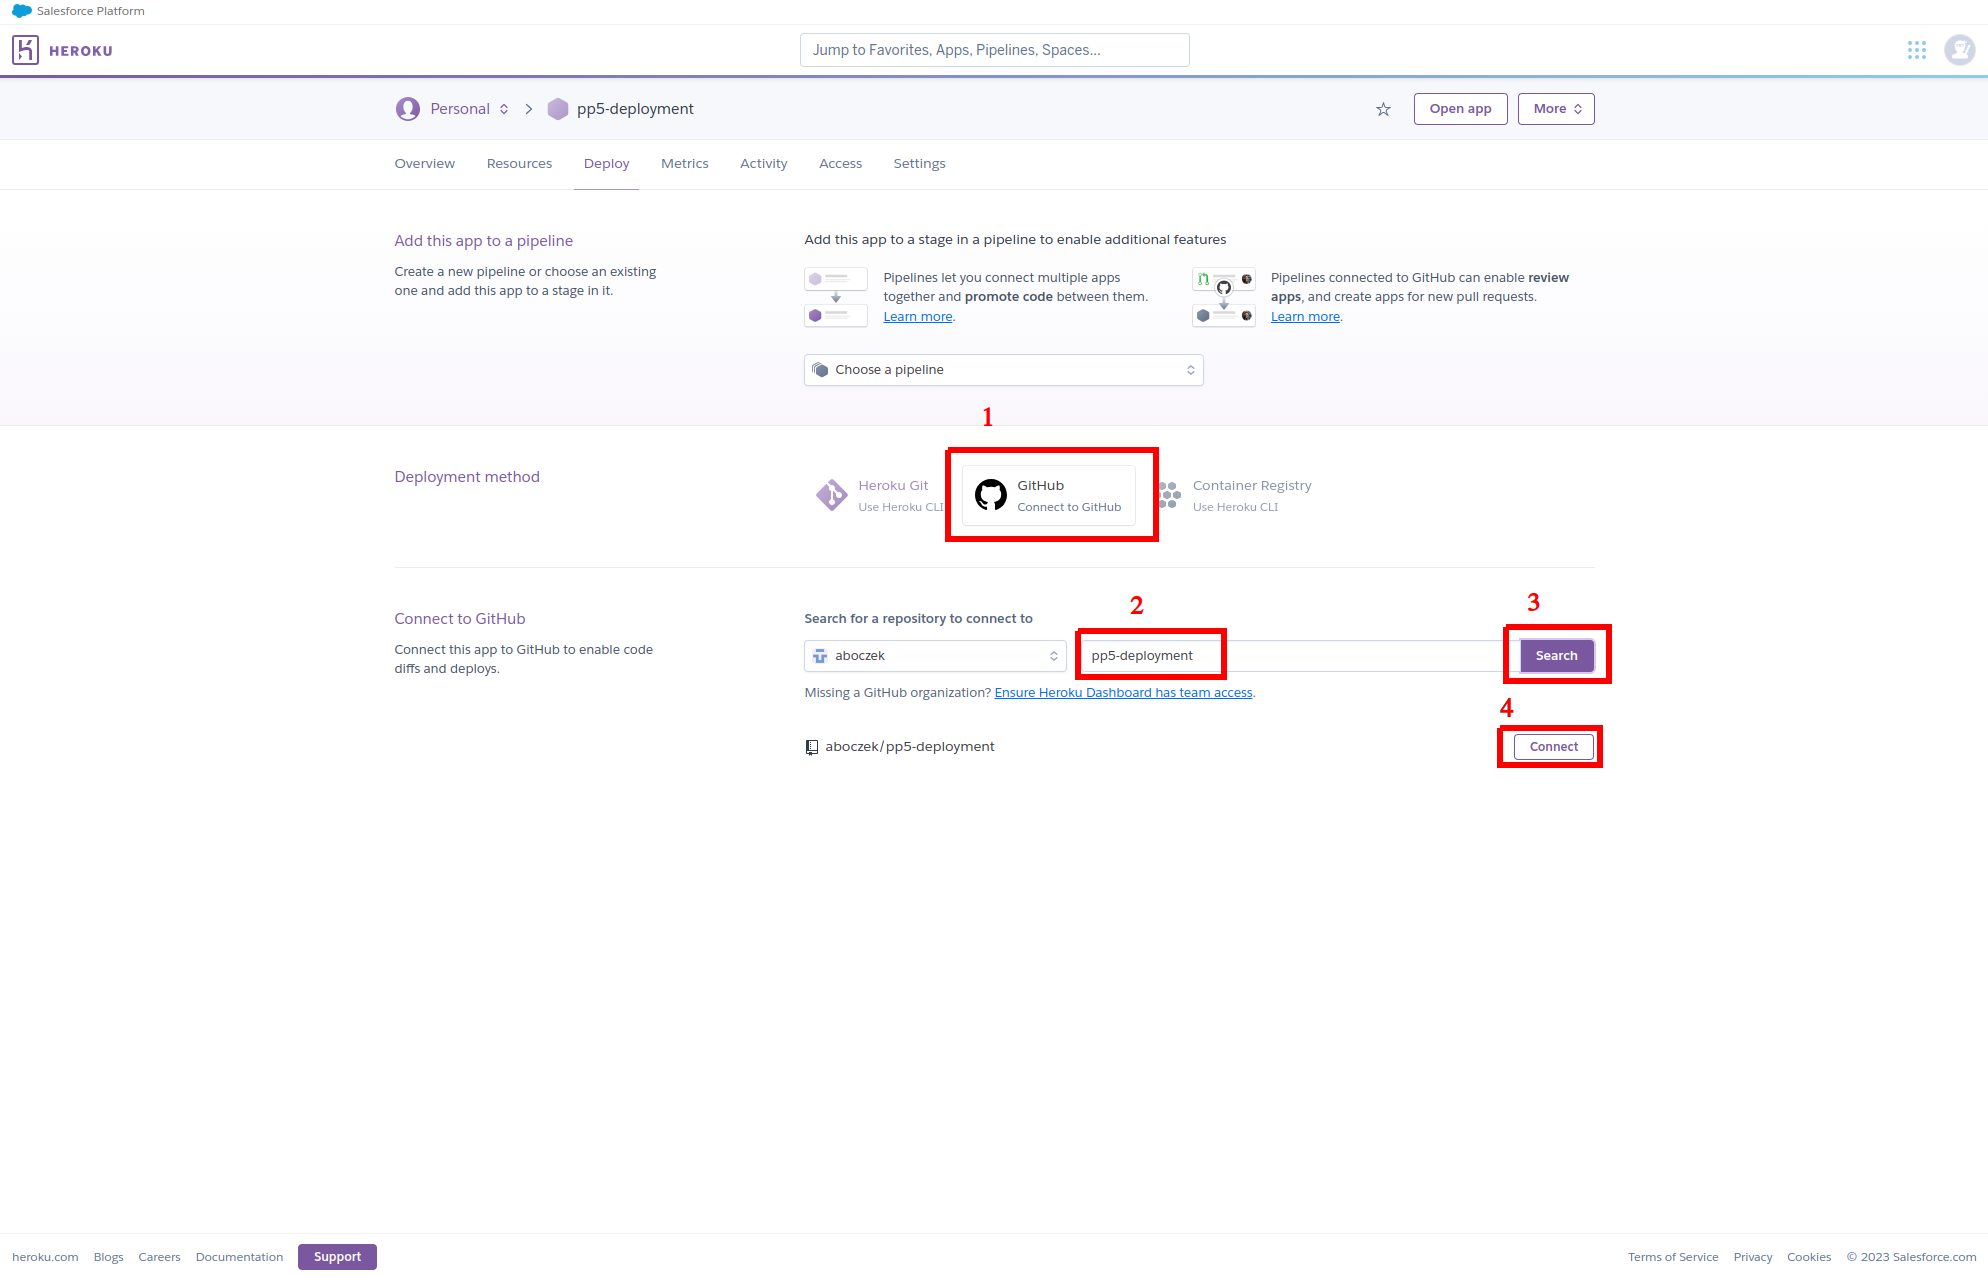 Salesforce Platform
HEROKU
Jump to Favorites, Apps, Pipelines, Spaces...
Personal
pp5-deployment
Open app
More
Overview
Resources
Deploy
Metrics
Activity
Access
Settings
Add this app to a pipeline
Create a new pipeline or choose an existing
one and add this app to a stage in it.
Add this app to a stage in a pipeline to enable additional features
Pipelines let you connect multiple apps
together and promote code between them.
Learn more.
Pipelines connected to GitHub can enable review
apps, and create apps for new pull requests.
Learn more.
Choose a pipeline
1
Deployment method
Heroku Git
Use Heroku CLI
GitHub
Connect to GitHub
Container Registry
Use Heroku CLI
Connect to GitHub
Connect this app to GitHub to enable code
diffs and deploys.
Search for a repository to connect to
2
3
aboczek
pp5-deployment
Search
Missing a GitHub organization? Ensure Heroku Dashboard has team access.
4
aboczek/pp5-deployment
Connect
heroku.com
Blogs
Careers
Documentation
Support
Terms of Service
Privacy
Cookies
© 2023 Salesforce.com